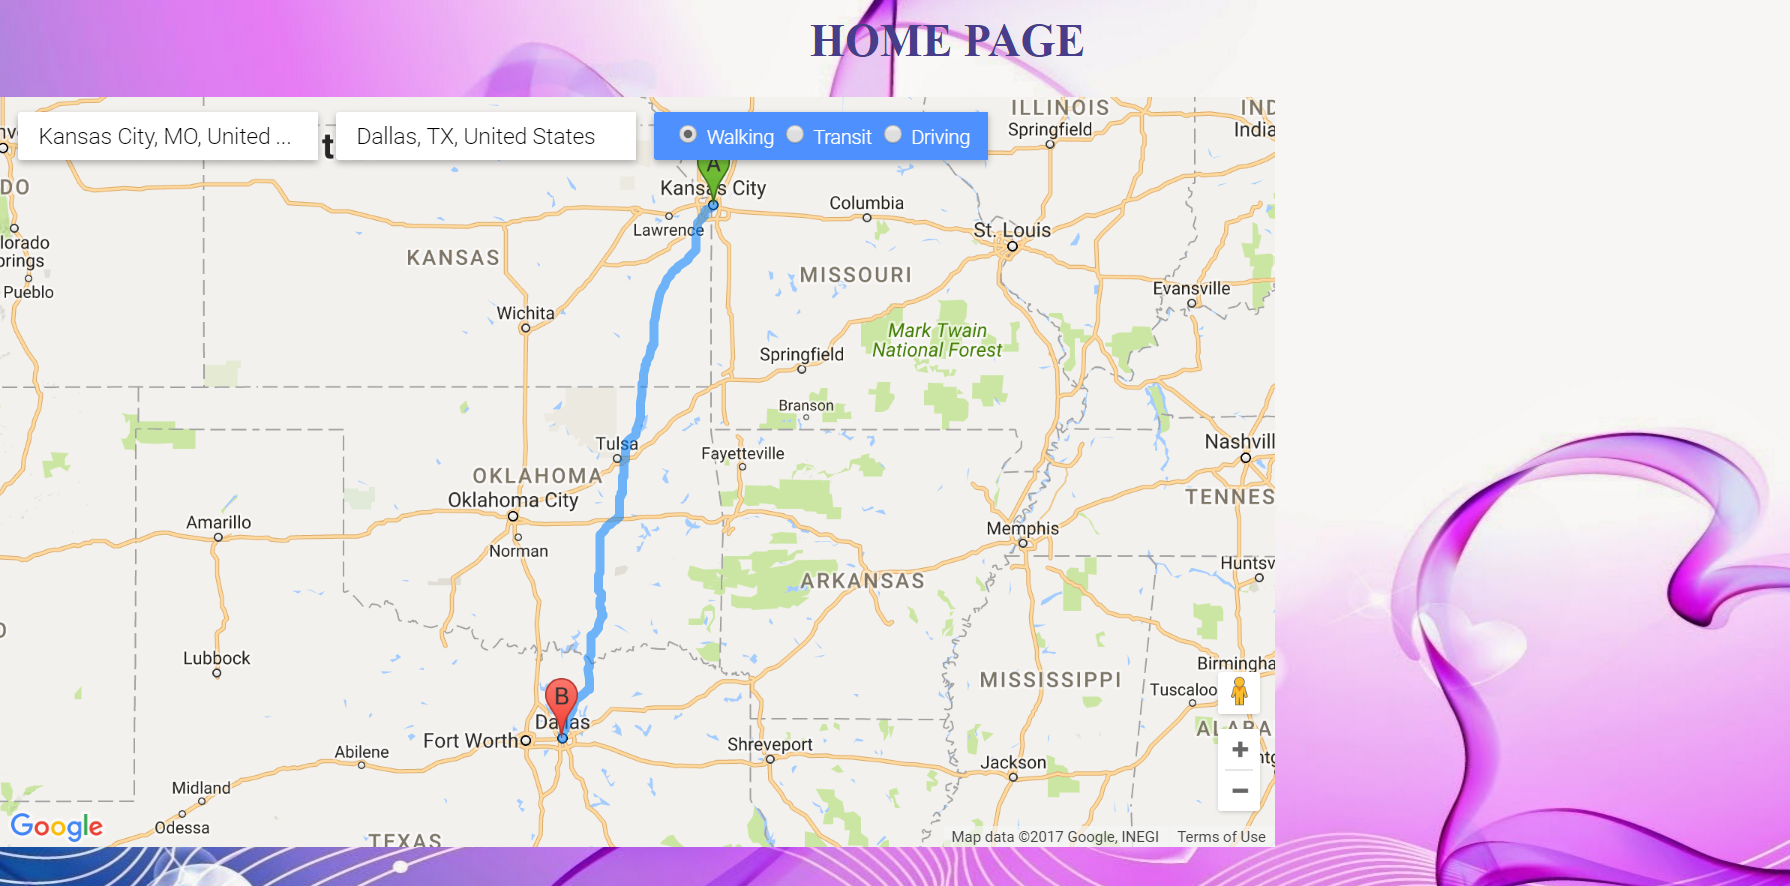 HOME PAGE
Kansas City, MO, United ...
t
Dallas, TX, United States
Walking Transit Driving
ILLINOIS
Springfield
IND
India
A
Kansas City
Columbia
Lawrence
St. Louis
DO
lorado
prings
Pueblo
KANSAS
MISSOURI
Evansville
Wichita
Mark Twain
National Forest
Springfield
Branson
Tulsa
Fayetteville
Nashvill
OKLAHOMA
Oklahoma City
TENNES
Amarillo
Memphis
Norman
Huntsv
ARKANSAS
Lubbock
Birmingha
MISSISSIPPI
Tuscaloo
B
Dallas
ALABA
Fort Worth
Shreveport
Abilene
Jackson
Midland
Odessa
TEXAS
Google
Map data ©2017 Google, INEGI Terms of Use